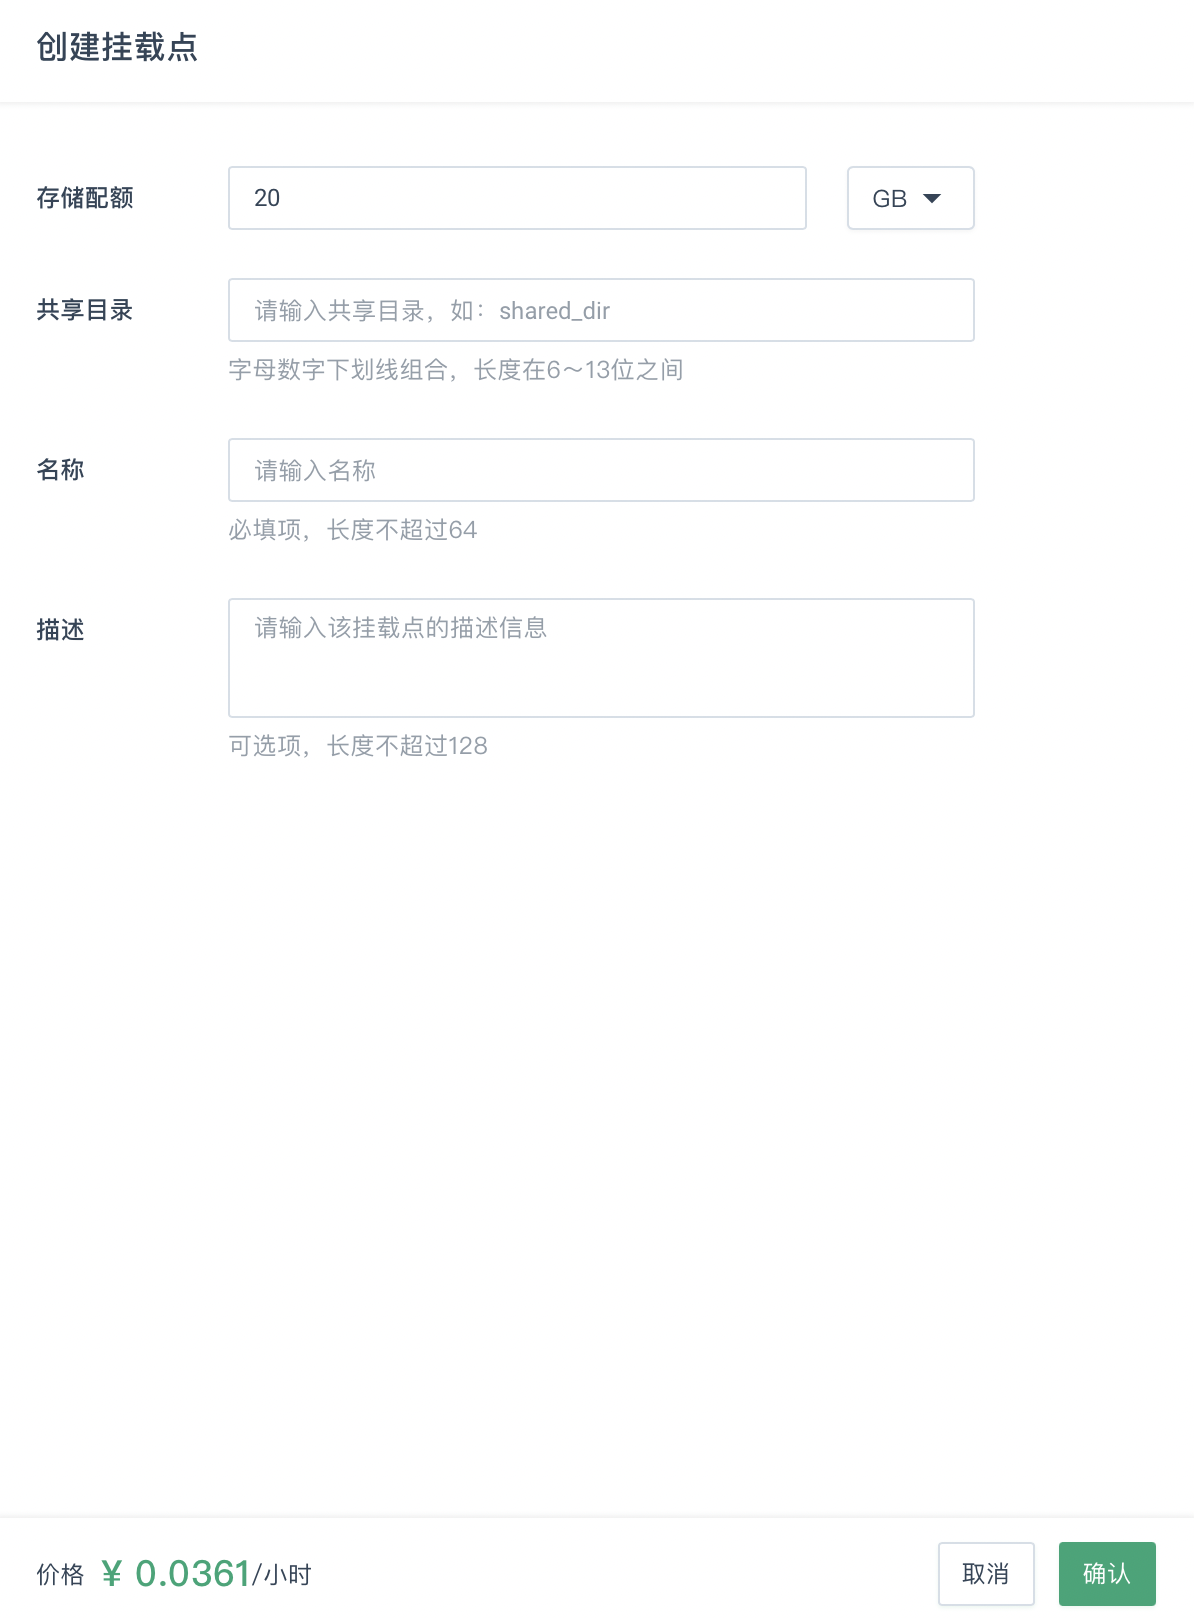 创建挂载点
存储配额
20
GB
共享目录
请输入共享目录，如：shared_dir
字母数字下划线组合，长度在6～13位之间
名称
请输入名称
必填项，长度不超过64
描述
请输入该挂载点的描述信息
可选项，长度不超过128
价格 ¥ 0.0361/小时
取消
确认